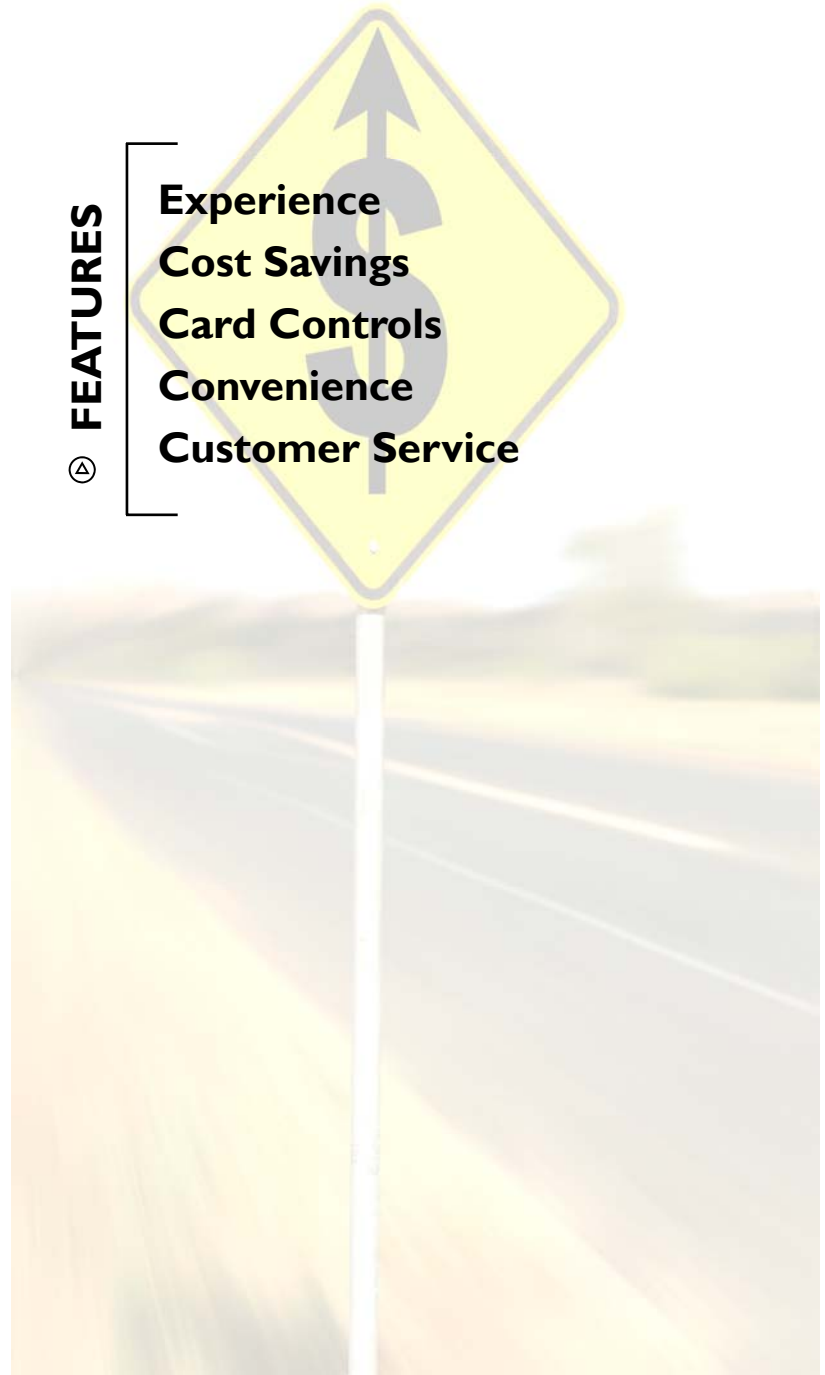 FEATURES
Experience
Cost Savings
Card Controls
Convenience
Customer Service